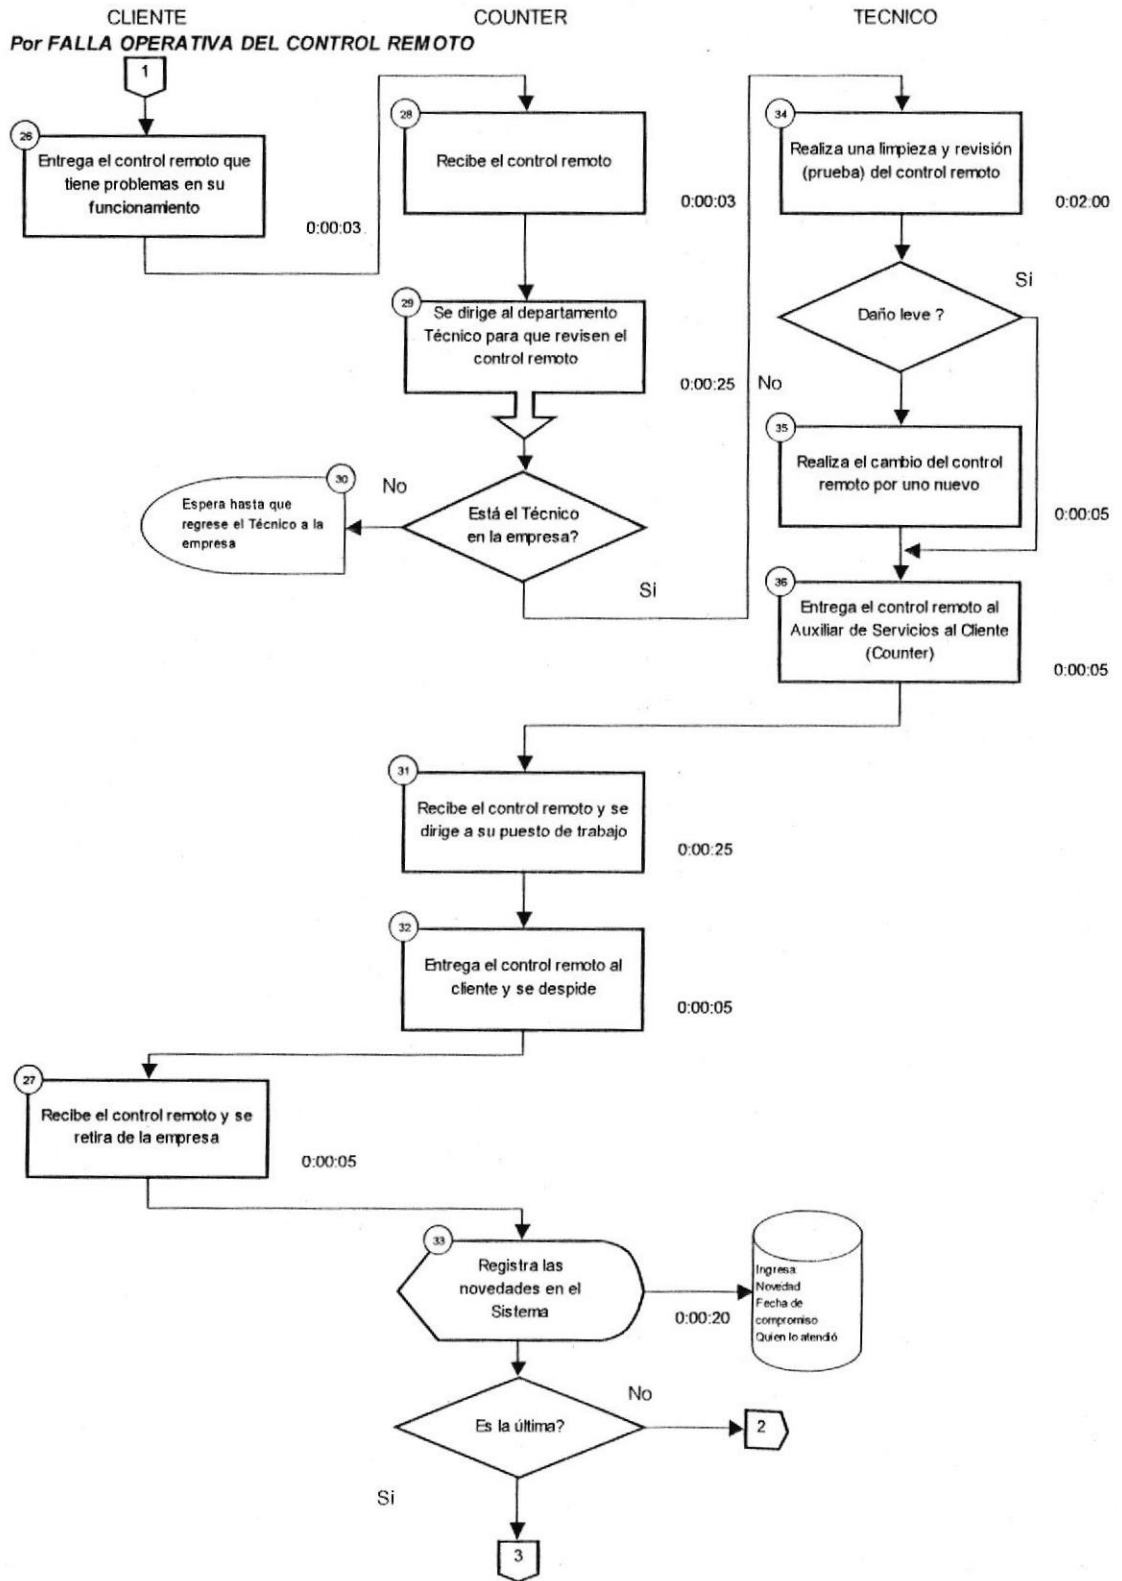 CLIENTE
COUNTER
TECNICO
Por FALLA OPERATIVA DEL CONTROL REMOTO
1
26
Entrega el control remoto que
tiene problemas en su
funcionamiento
0:00:03
28
Recibe el control remoto
0:00:03
34
Realiza una limpieza y revisión
(prueba) del control remoto
0:02:00
29
Se dirige al departamento
Técnico para que revisen el
control remoto
0:00:25
Daño leve ?
Si
No
35
Realiza el cambio del control
remoto por uno nuevo
0:00:05
30
Espera hasta que
regrese el Técnico a la
empresa
No
Está el Técnico
en la empresa?
Si
36
Entrega el control remoto al
Auxiliar de Servicios al Cliente
(Counter)
0:00:05
31
Recibe el control remoto y se
dirige a su puesto de trabajo
0:00:25
32
Entrega el control remoto al
cliente y se despide
0:00:05
27
Recibe el control remoto y se
retira de la empresa
0:00:05
33
Registra las
novedades en el
Sistema
0:00:20
Ingresa:
Novedad
Fecha de
compromiso
Quien lo atendió
Es la última?
No
2
Si
3